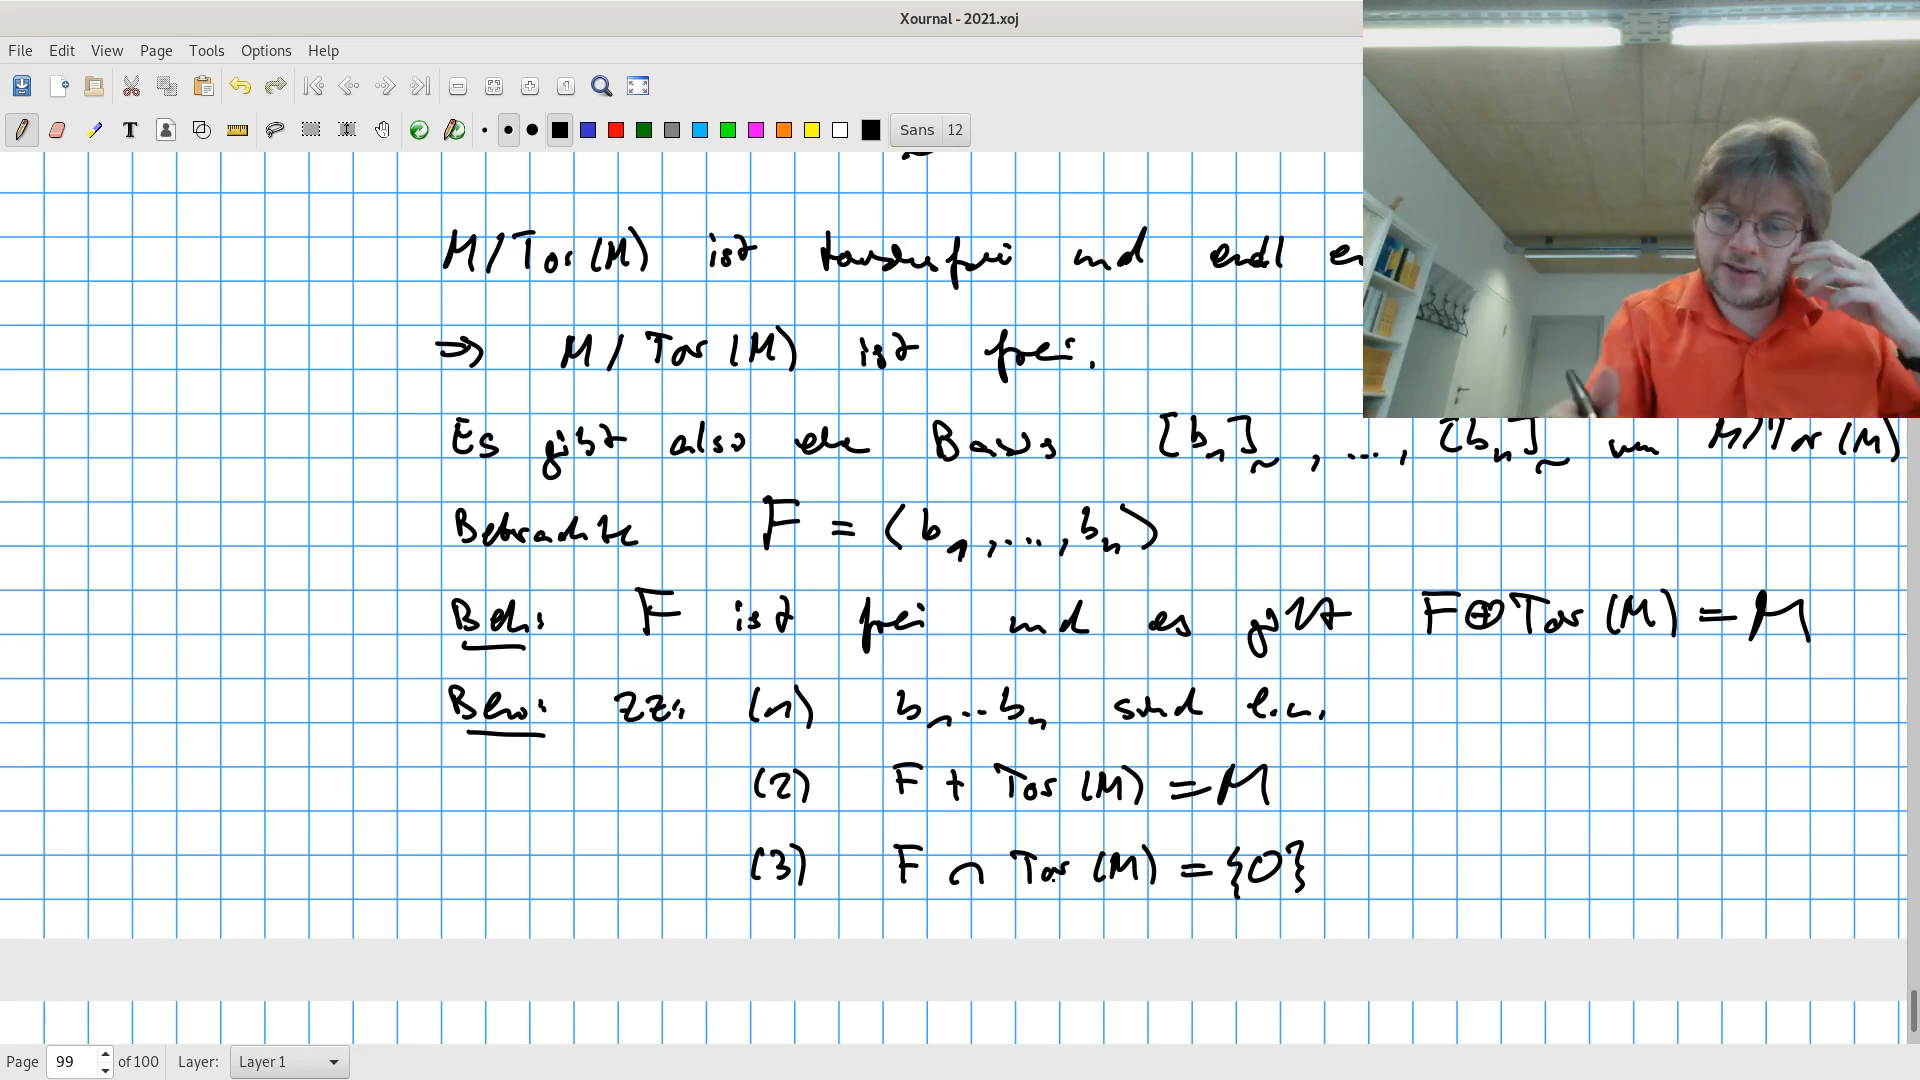 Xournal - 2021.xoj
File Edit View Page Tools Options Help
Sans 12
M/Tor(M) ist torsionsfrei und endl
⇒ M/Tor(M) ist frei.
Es gibt also eine Basis [b₁]~, ..., [bₙ]~ von M/Tor(M)
Betrachte F = ⟨b₁, ..., bₙ⟩
Beh: F ist frei und es gilt F⊕Tor(M) = M
Bew: ZZ: (1) b₁..bₙ sind l.u.
(2) F + Tor(M) = M
(3) F ∩ Tor(M) = {0}
Page 99 of 100 Layer: Layer 1